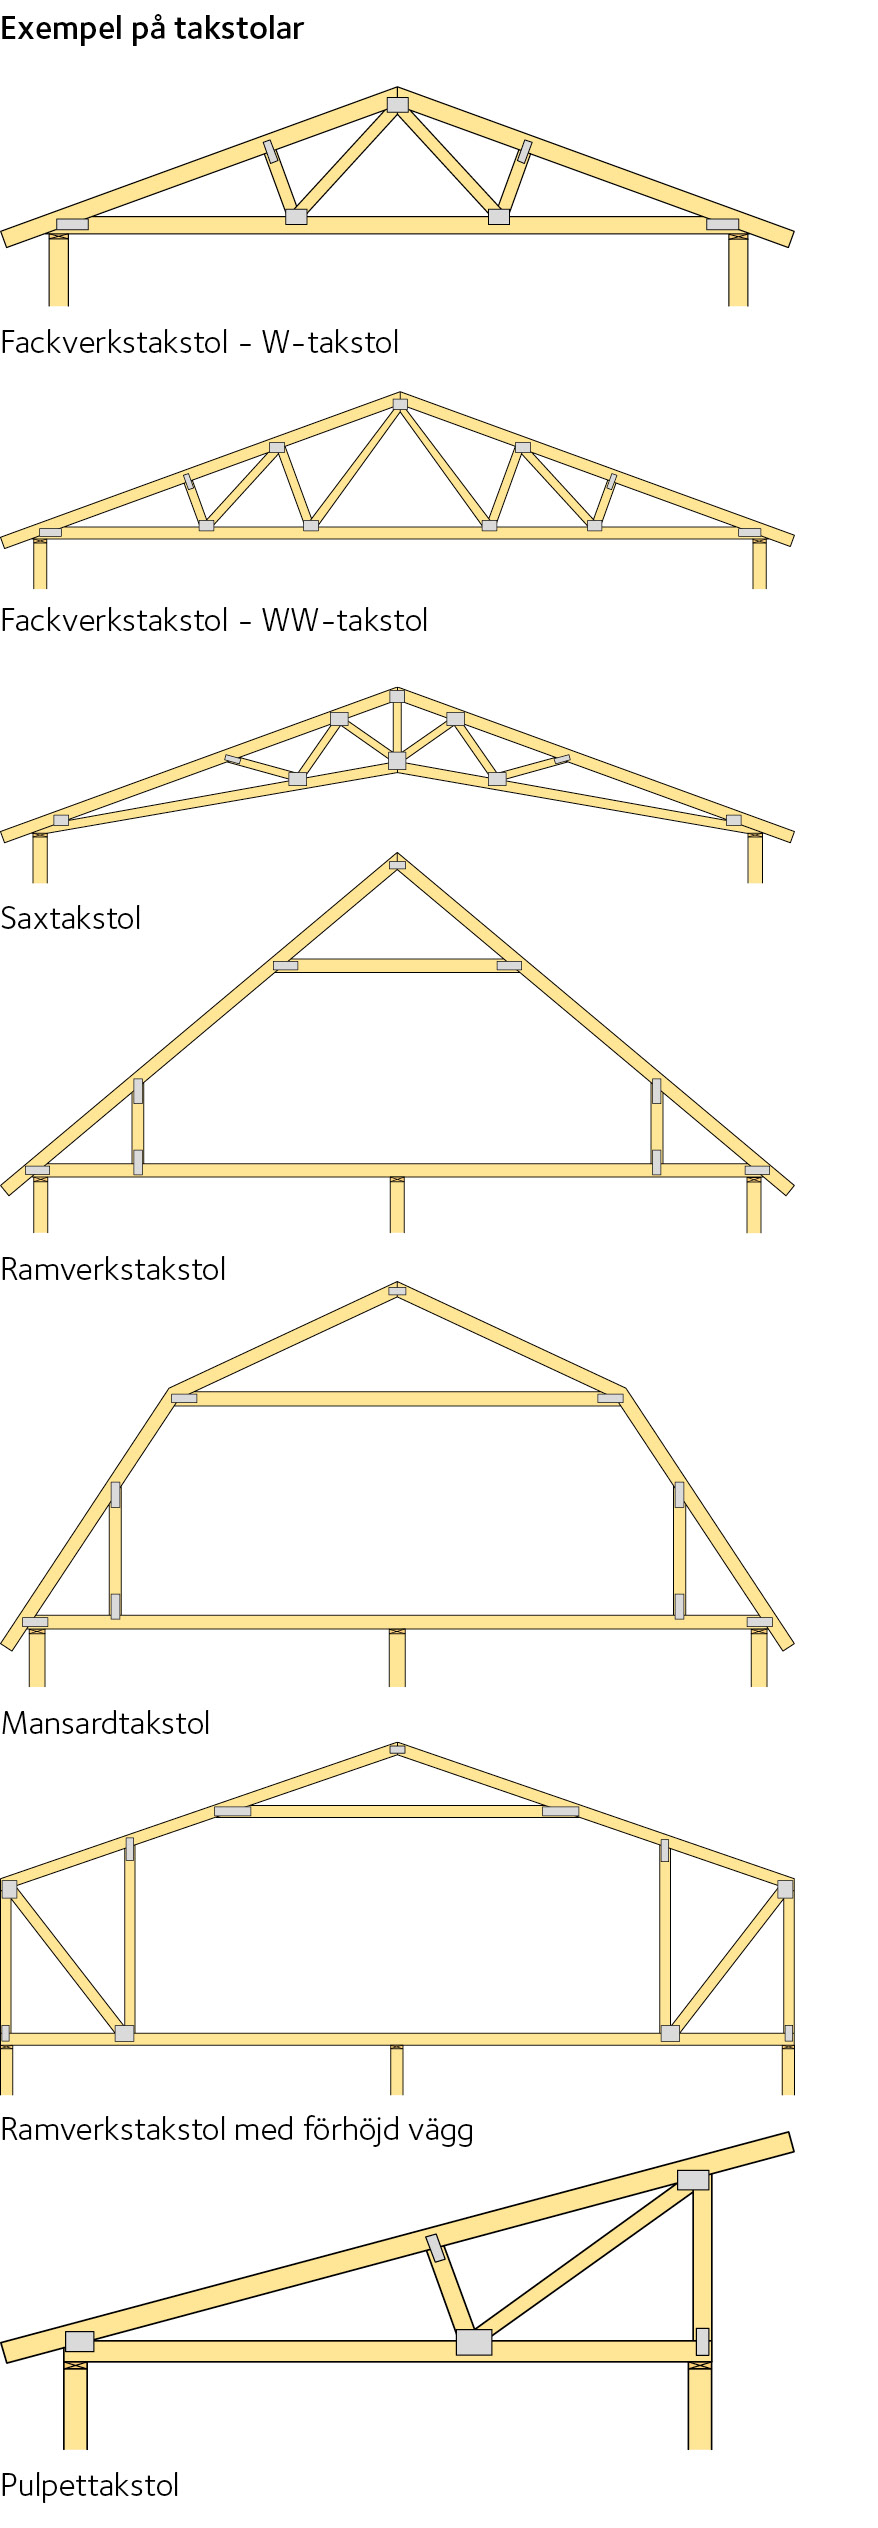 Exempel på takstolar
Fackverkstakstol - W-takstol
Fackverkstakstol - WW-takstol
Saxtakstol
Ramverkstakstol
Mansardtakstol
Ramverkstakstol med förhöjd vägg
Pulpettakstol